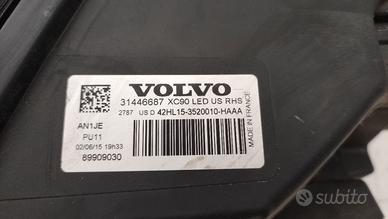 VOLVO
31446687 XC90 LED US RHS
2787 US D 42HL15-3520010-HAAA
AN1JE
PU11
02/06/15 19h33
89909030
MADE IN FRANCE
subito